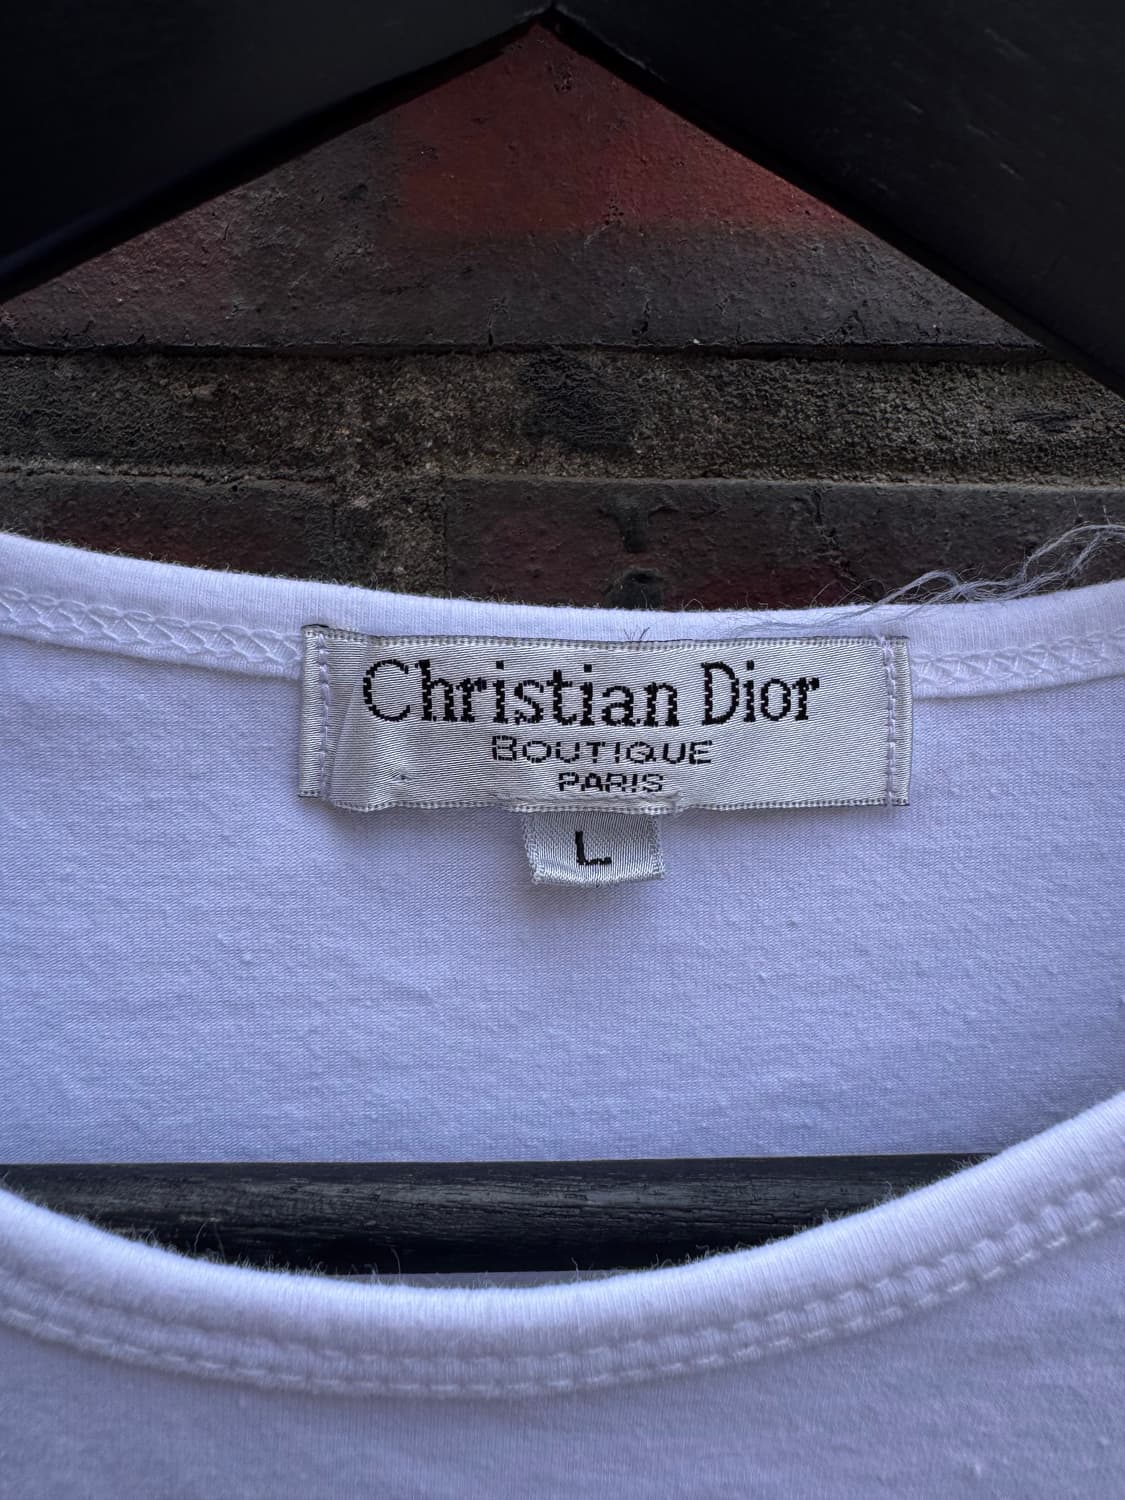 Christian Dior
BOUTIQUE
PARIS
L